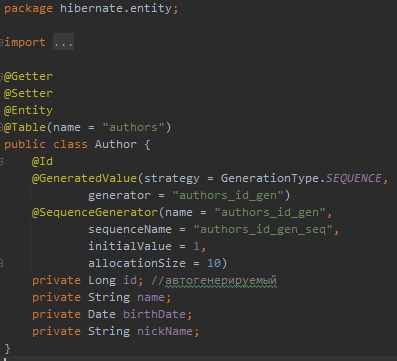 package hibernate.entity;
import ...
@Getter
@Setter
@Entity
@Table(name = "authors")
public class Author {
@Id
@GeneratedValue(strategy = GenerationType.SEQUENCE,
generator = "authors_id_gen")
@SequenceGenerator(name = "authors_id_gen",
sequenceName = "authors_id_gen_seq",
initialValue = 1,
allocationSize = 10)
private Long id; //автогенерируемый
private String name;
private Date birthDate;
private String nickName;
}